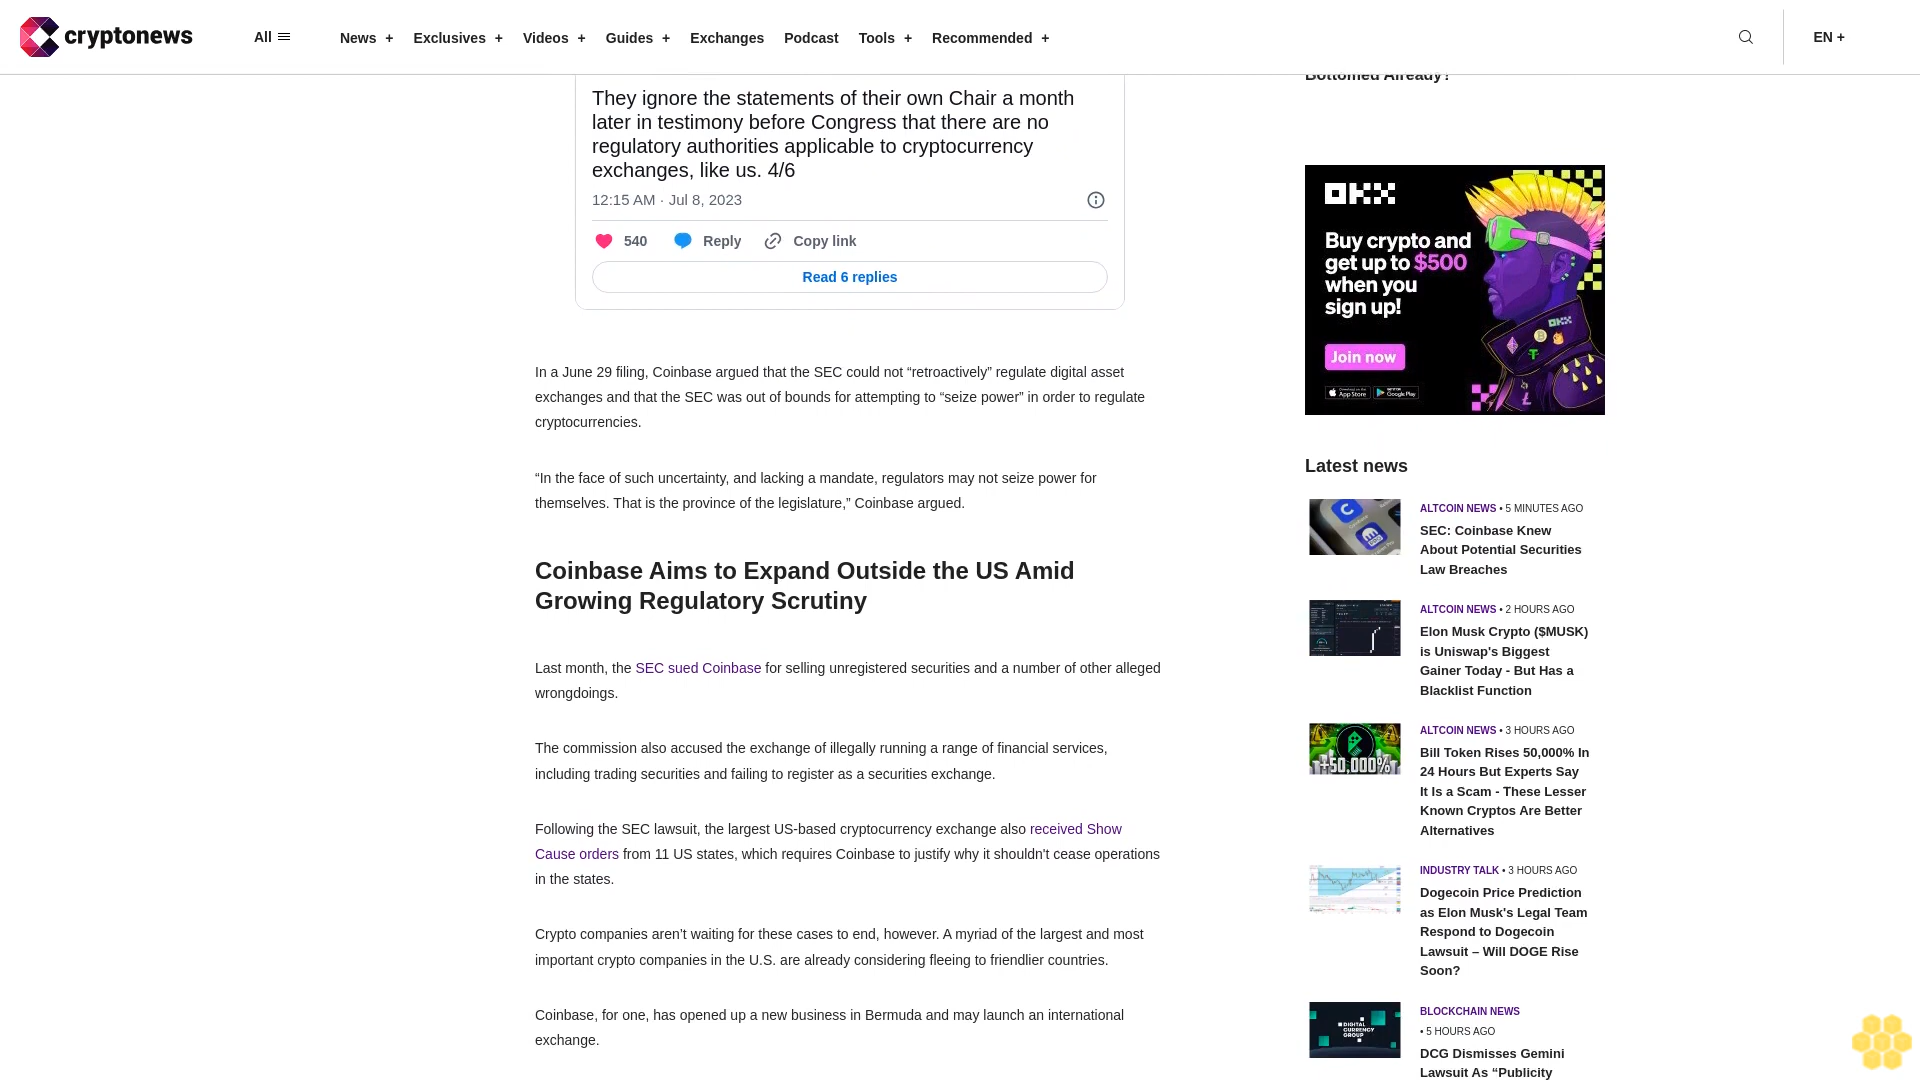 cryptonews
All
News +
Exclusives +
Videos +
Guides +
Exchanges
Podcast
Tools +
Recommended +
EN +
They ignore the statements of their own Chair a month
later in testimony before Congress that there are no
regulatory authorities applicable to cryptocurrency
exchanges, like us. 4/6
12:15 AM · Jul 8, 2023
540
Reply
Copy link
Read 6 replies
In a June 29 filing, Coinbase argued that the SEC could not “retroactively” regulate digital asset
exchanges and that the SEC was out of bounds for attempting to “seize power” in order to regulate
cryptocurrencies.
“In the face of such uncertainty, and lacking a mandate, regulators may not seize power for
themselves. That is the province of the legislature,” Coinbase argued.
Coinbase Aims to Expand Outside the US Amid
Growing Regulatory Scrutiny
Last month, the SEC sued Coinbase for selling unregistered securities and a number of other alleged
wrongdoings.
The commission also accused the exchange of illegally running a range of financial services,
including trading securities and failing to register as a securities exchange.
Following the SEC lawsuit, the largest US-based cryptocurrency exchange also received Show
Cause orders from 11 US states, which requires Coinbase to justify why it shouldn't cease operations
in the states.
Crypto companies aren’t waiting for these cases to end, however. A myriad of the largest and most
important crypto companies in the U.S. are already considering fleeing to friendlier countries.
Coinbase, for one, has opened up a new business in Bermuda and may launch an international
exchange.
Bottomed Already?
OKX
Buy crypto and
get up to $500
when you
sign up!
Join now
App Store
Google Play
Latest news
ALTCOIN NEWS • 5 MINUTES AGO
SEC: Coinbase Knew
About Potential Securities
Law Breaches
ALTCOIN NEWS • 2 HOURS AGO
Elon Musk Crypto ($MUSK)
is Uniswap's Biggest
Gainer Today - But Has a
Blacklist Function
+50,000%
ALTCOIN NEWS • 3 HOURS AGO
Bill Token Rises 50,000% In
24 Hours But Experts Say
It Is a Scam - These Lesser
Known Cryptos Are Better
Alternatives
INDUSTRY TALK • 3 HOURS AGO
Dogecoin Price Prediction
as Elon Musk's Legal Team
Respond to Dogecoin
Lawsuit – Will DOGE Rise
Soon?
DIGITAL
CURRENCY
GROUP
BLOCKCHAIN NEWS
• 5 HOURS AGO
DCG Dismisses Gemini
Lawsuit As “Publicity